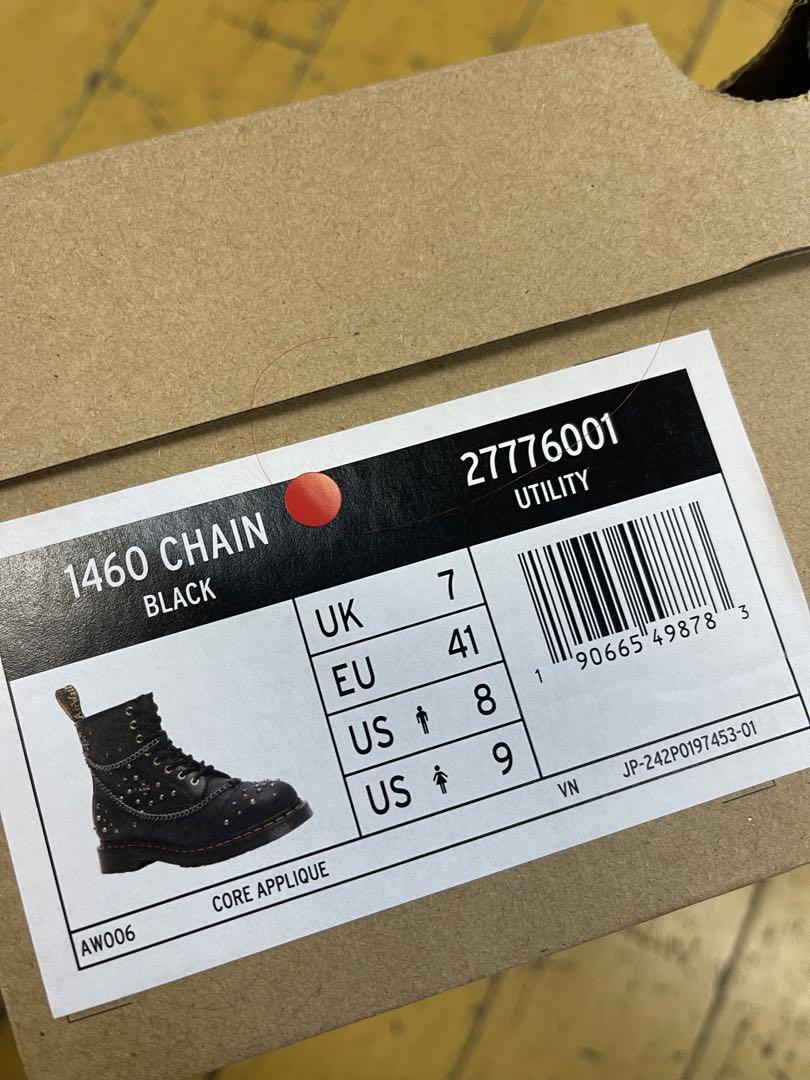 1460 CHAIN
BLACK
27776001
UTILITY
UK 7
EU 41
US 8
US 9
1 90665 49878 3
VN JP-242P0197453-01
AW006 CORE APPLIQUE